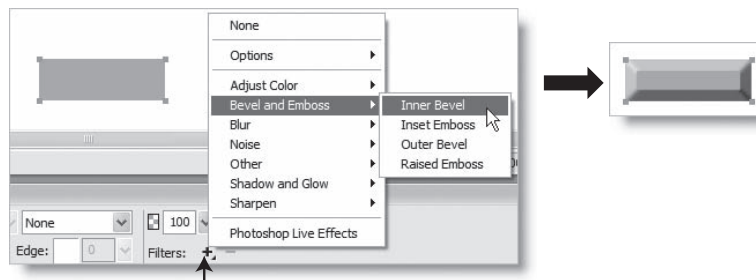 None
Options
Adjust Color
Bevel and Emboss
Inner Bevel
Blur
Inset Emboss
Noise
Outer Bevel
Other
Raised Emboss
Shadow and Glow
Sharpen
Photoshop Live Effects
None
100
Edge:
0
Filters: